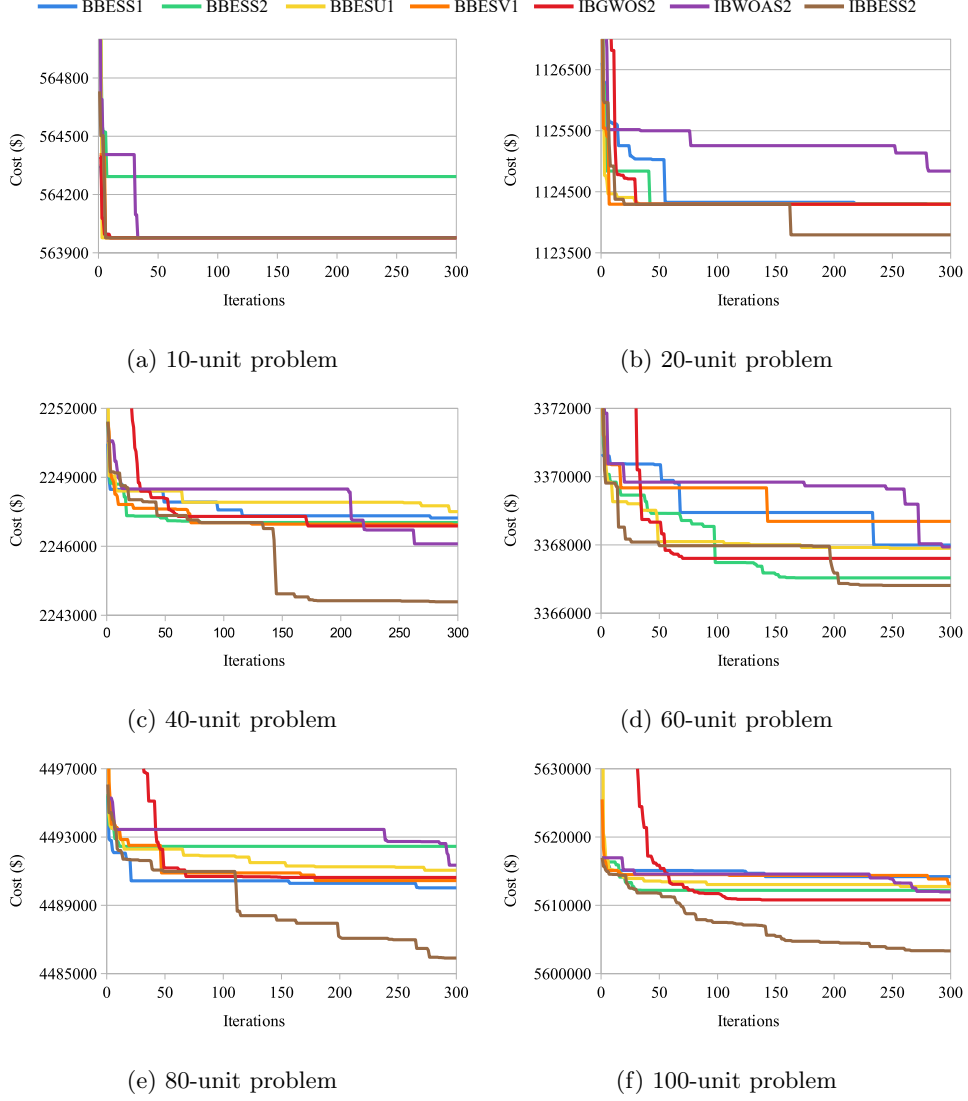 BBESS1 BBESS2 BBESU1 BBESV1 IBGWOS2 IBWOAS2 IBBESS2
Cost ($)
564800
564500
564200
563900
0 50 100 150 200 250 300
Iterations
(a) 10-unit problem
Cost ($)
1126500
1125500
1124500
1123500
0 50 100 150 200 250 300
Iterations
(b) 20-unit problem
Cost ($)
2252000
2249000
2246000
2243000
0 50 100 150 200 250 300
Iterations
(c) 40-unit problem
Cost ($)
3372000
3370000
3368000
3366000
0 50 100 150 200 250 300
Iterations
(d) 60-unit problem
Cost ($)
4497000
4493000
4489000
4485000
0 50 100 150 200 250 300
Iterations
(e) 80-unit problem
Cost ($)
5630000
5620000
5610000
5600000
0 50 100 150 200 250 300
Iterations
(f) 100-unit problem